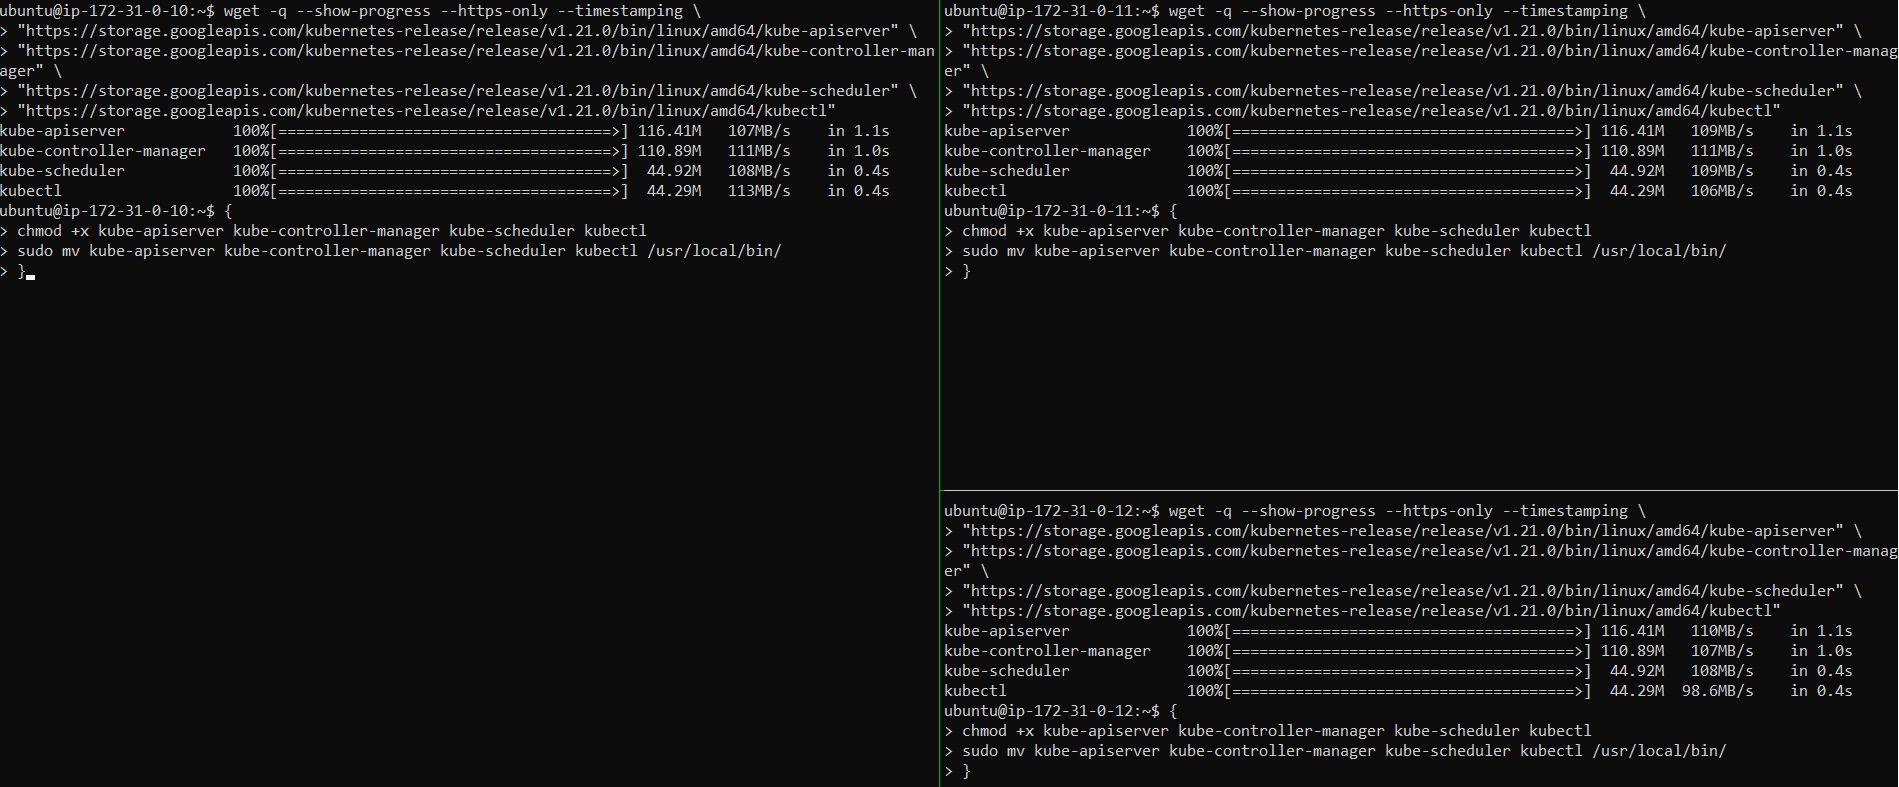 ubuntu@ip-172-31-0-10:~$ wget -q --show-progress --https-only --timestamping \
> "https://storage.googleapis.com/kubernetes-release/release/v1.21.0/bin/linux/amd64/kube-apiserver" \
> "https://storage.googleapis.com/kubernetes-release/release/v1.21.0/bin/linux/amd64/kube-controller-man
ager" \
> "https://storage.googleapis.com/kubernetes-release/release/v1.21.0/bin/linux/amd64/kube-scheduler" \
> "https://storage.googleapis.com/kubernetes-release/release/v1.21.0/bin/linux/amd64/kubectl"
kube-apiserver            100%[=====================================>] 116.41M   107MB/s    in 1.1s
kube-controller-manager   100%[=====================================>] 110.89M   111MB/s    in 1.0s
kube-scheduler            100%[=====================================>]  44.92M   108MB/s    in 0.4s
kubectl                   100%[=====================================>]  44.29M   113MB/s    in 0.4s
ubuntu@ip-172-31-0-10:~$ {
> chmod +x kube-apiserver kube-controller-manager kube-scheduler kubectl
> sudo mv kube-apiserver kube-controller-manager kube-scheduler kubectl /usr/local/bin/
> }
ubuntu@ip-172-31-0-11:~$ wget -q --show-progress --https-only --timestamping \
> "https://storage.googleapis.com/kubernetes-release/release/v1.21.0/bin/linux/amd64/kube-apiserver" \
> "https://storage.googleapis.com/kubernetes-release/release/v1.21.0/bin/linux/amd64/kube-controller-manag
er" \
> "https://storage.googleapis.com/kubernetes-release/release/v1.21.0/bin/linux/amd64/kube-scheduler" \
> "https://storage.googleapis.com/kubernetes-release/release/v1.21.0/bin/linux/amd64/kubectl"
kube-apiserver             100%[======================================>] 116.41M   109MB/s    in 1.1s
kube-controller-manager    100%[======================================>] 110.89M   111MB/s    in 1.0s
kube-scheduler             100%[======================================>]  44.92M   109MB/s    in 0.4s
kubectl                    100%[======================================>]  44.29M   106MB/s    in 0.4s
ubuntu@ip-172-31-0-11:~$ {
> chmod +x kube-apiserver kube-controller-manager kube-scheduler kubectl
> sudo mv kube-apiserver kube-controller-manager kube-scheduler kubectl /usr/local/bin/
> }
ubuntu@ip-172-31-0-12:~$ wget -q --show-progress --https-only --timestamping \
> "https://storage.googleapis.com/kubernetes-release/release/v1.21.0/bin/linux/amd64/kube-apiserver" \
> "https://storage.googleapis.com/kubernetes-release/release/v1.21.0/bin/linux/amd64/kube-controller-manag
er" \
> "https://storage.googleapis.com/kubernetes-release/release/v1.21.0/bin/linux/amd64/kube-scheduler" \
> "https://storage.googleapis.com/kubernetes-release/release/v1.21.0/bin/linux/amd64/kubectl"
kube-apiserver             100%[======================================>] 116.41M   110MB/s    in 1.1s
kube-controller-manager    100%[======================================>] 110.89M   107MB/s    in 1.0s
kube-scheduler             100%[======================================>]  44.92M   108MB/s    in 0.4s
kubectl                    100%[======================================>]  44.29M  98.6MB/s    in 0.4s
ubuntu@ip-172-31-0-12:~$ {
> chmod +x kube-apiserver kube-controller-manager kube-scheduler kubectl
> sudo mv kube-apiserver kube-controller-manager kube-scheduler kubectl /usr/local/bin/
> }